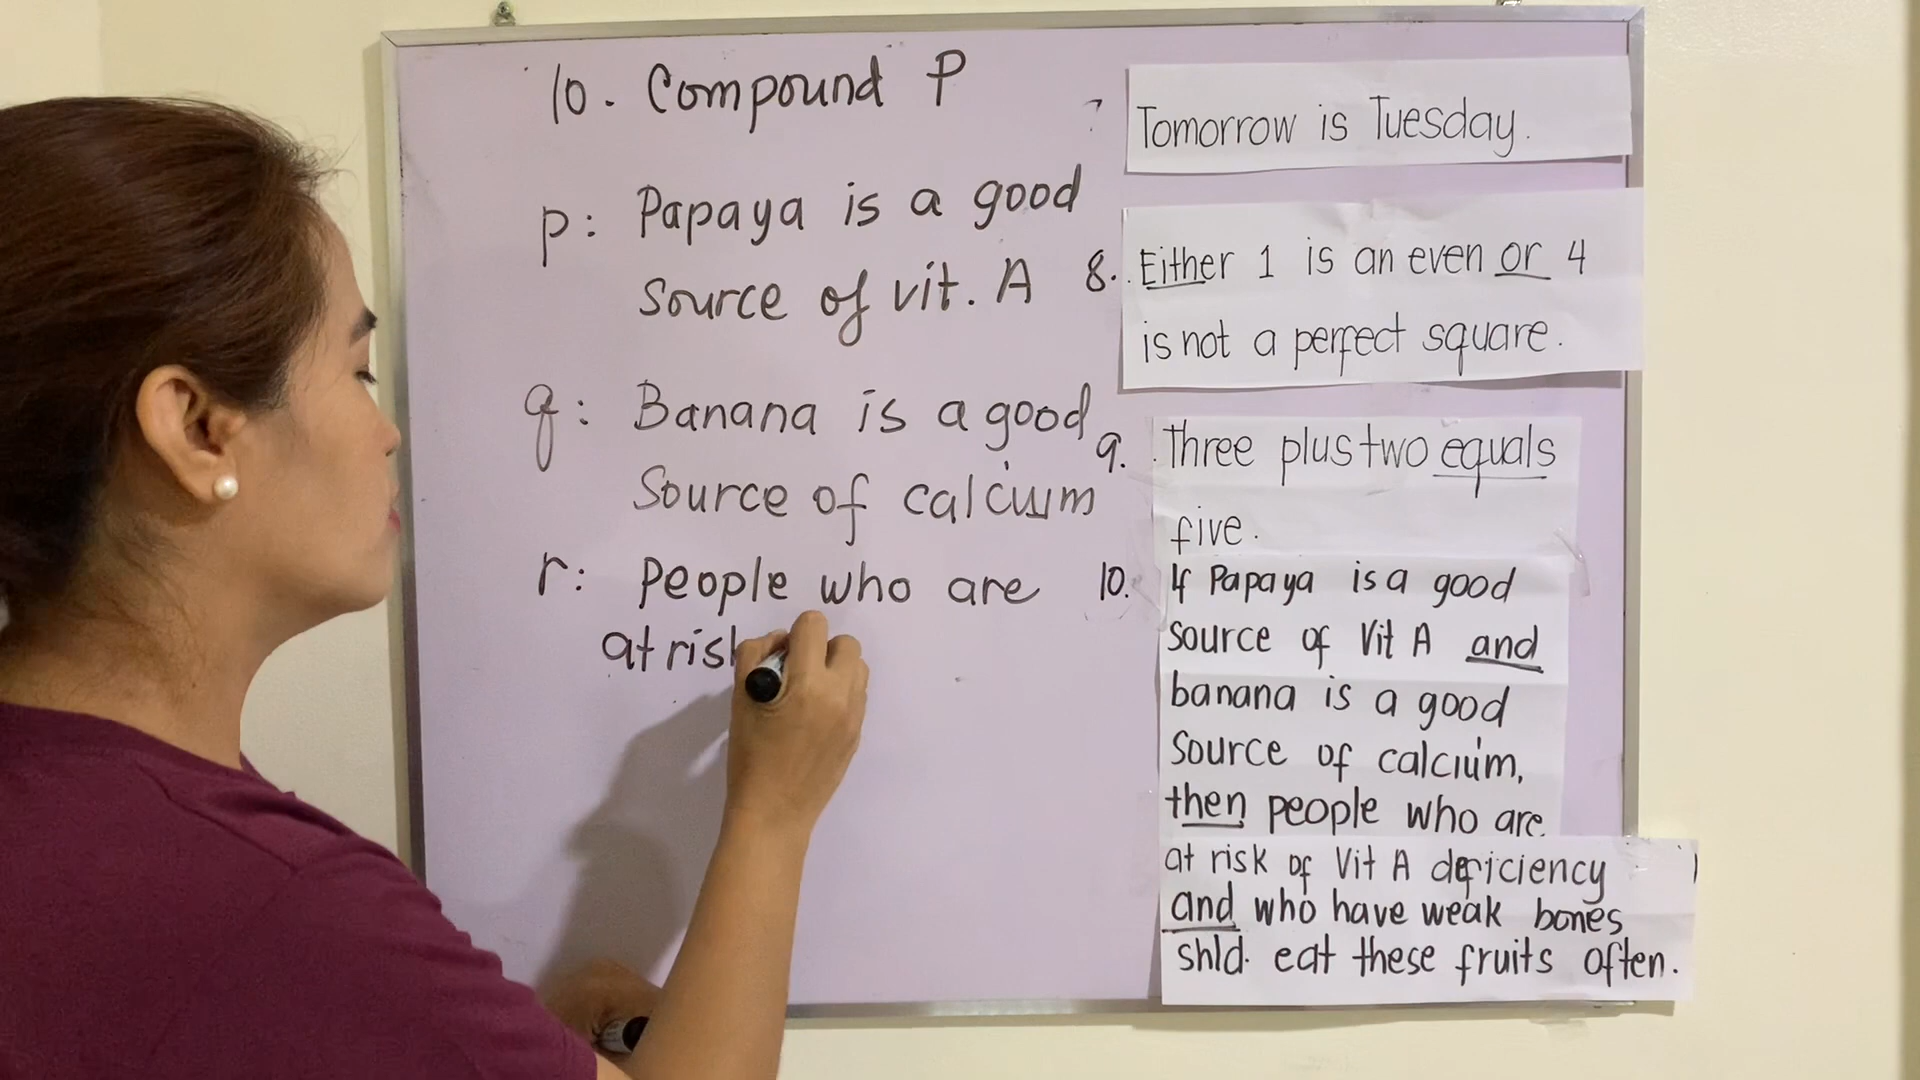 10. Compound P
p: Papaya is a good
source of vit. A
q: Banana is a good
Source of calcium
r: people who are
at risk
7
Tomorrow is Tuesday.
8. Either 1 is an even or 4
is not a perfect square.
9. Three plus two equals
five.
10. If Papaya is a good
source of Vit A and
banana is a good
source of calcium,
then people who are
at risk of Vit A deficiency
and who have weak bones
shld. eat these fruits often.